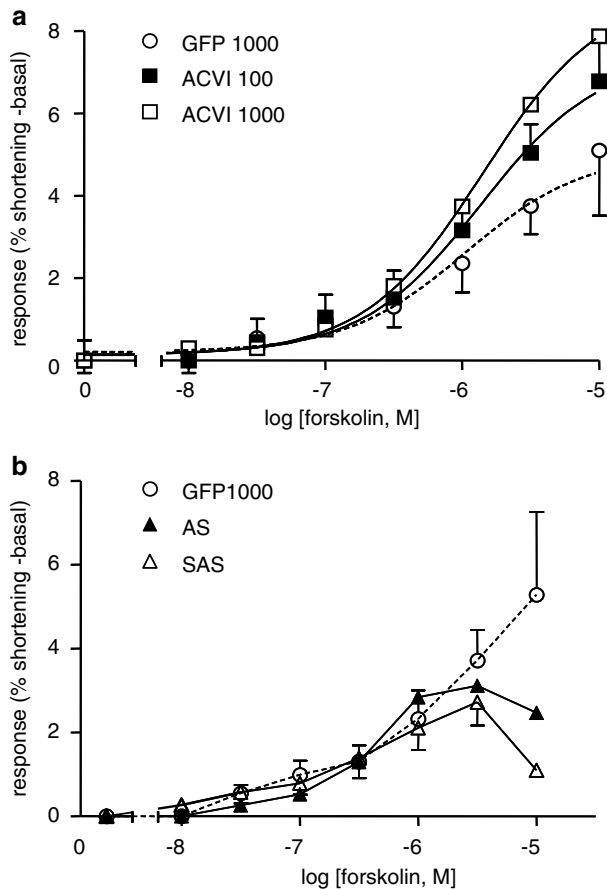 a
GFP 1000
ACVI 100
ACVI 1000
response (% shortening -basal)
8
6
4
2
0
0 -8 -7 -6 -5
log [forskolin, M]
b
GFP1000
AS
SAS
response (% shortening -basal)
8
6
4
2
0
0 -8 -7 -6 -5
log [forskolin, M]